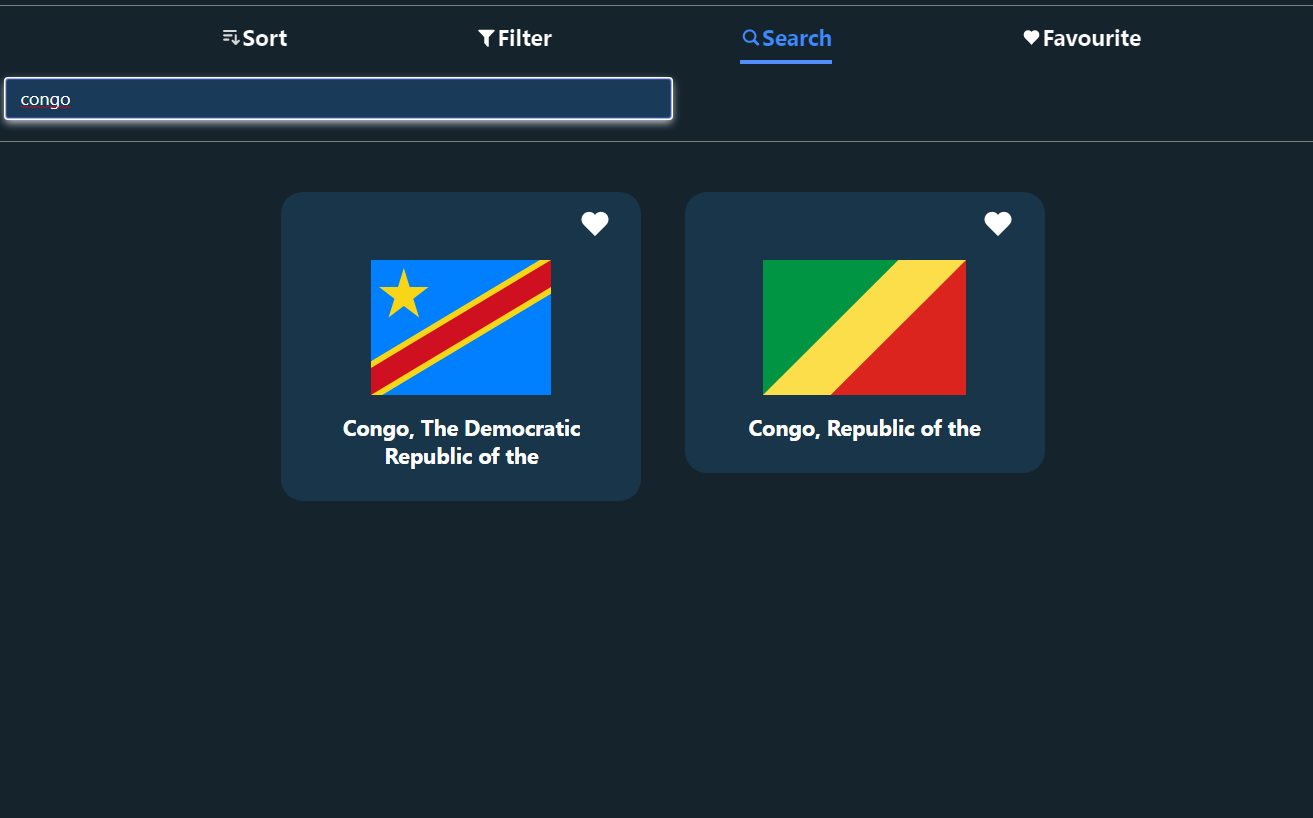 Sort Filter Search Favourite
congo
Congo, The Democratic
Republic of the
Congo, Republic of the